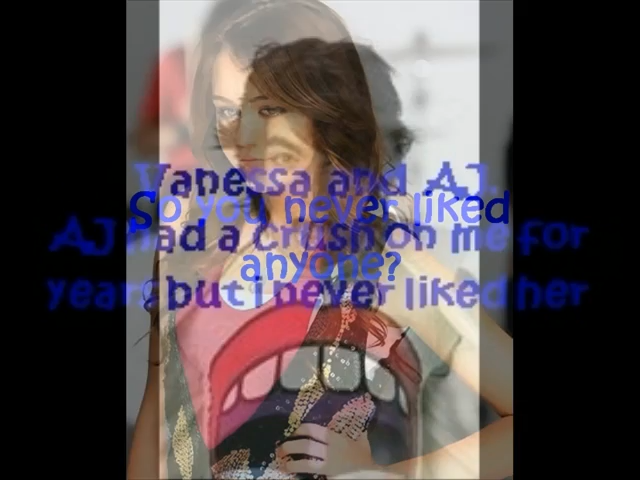 Vanessa and AJ.
AJ had a crush on me for
years but i never liked her
So you never liked
anyone?